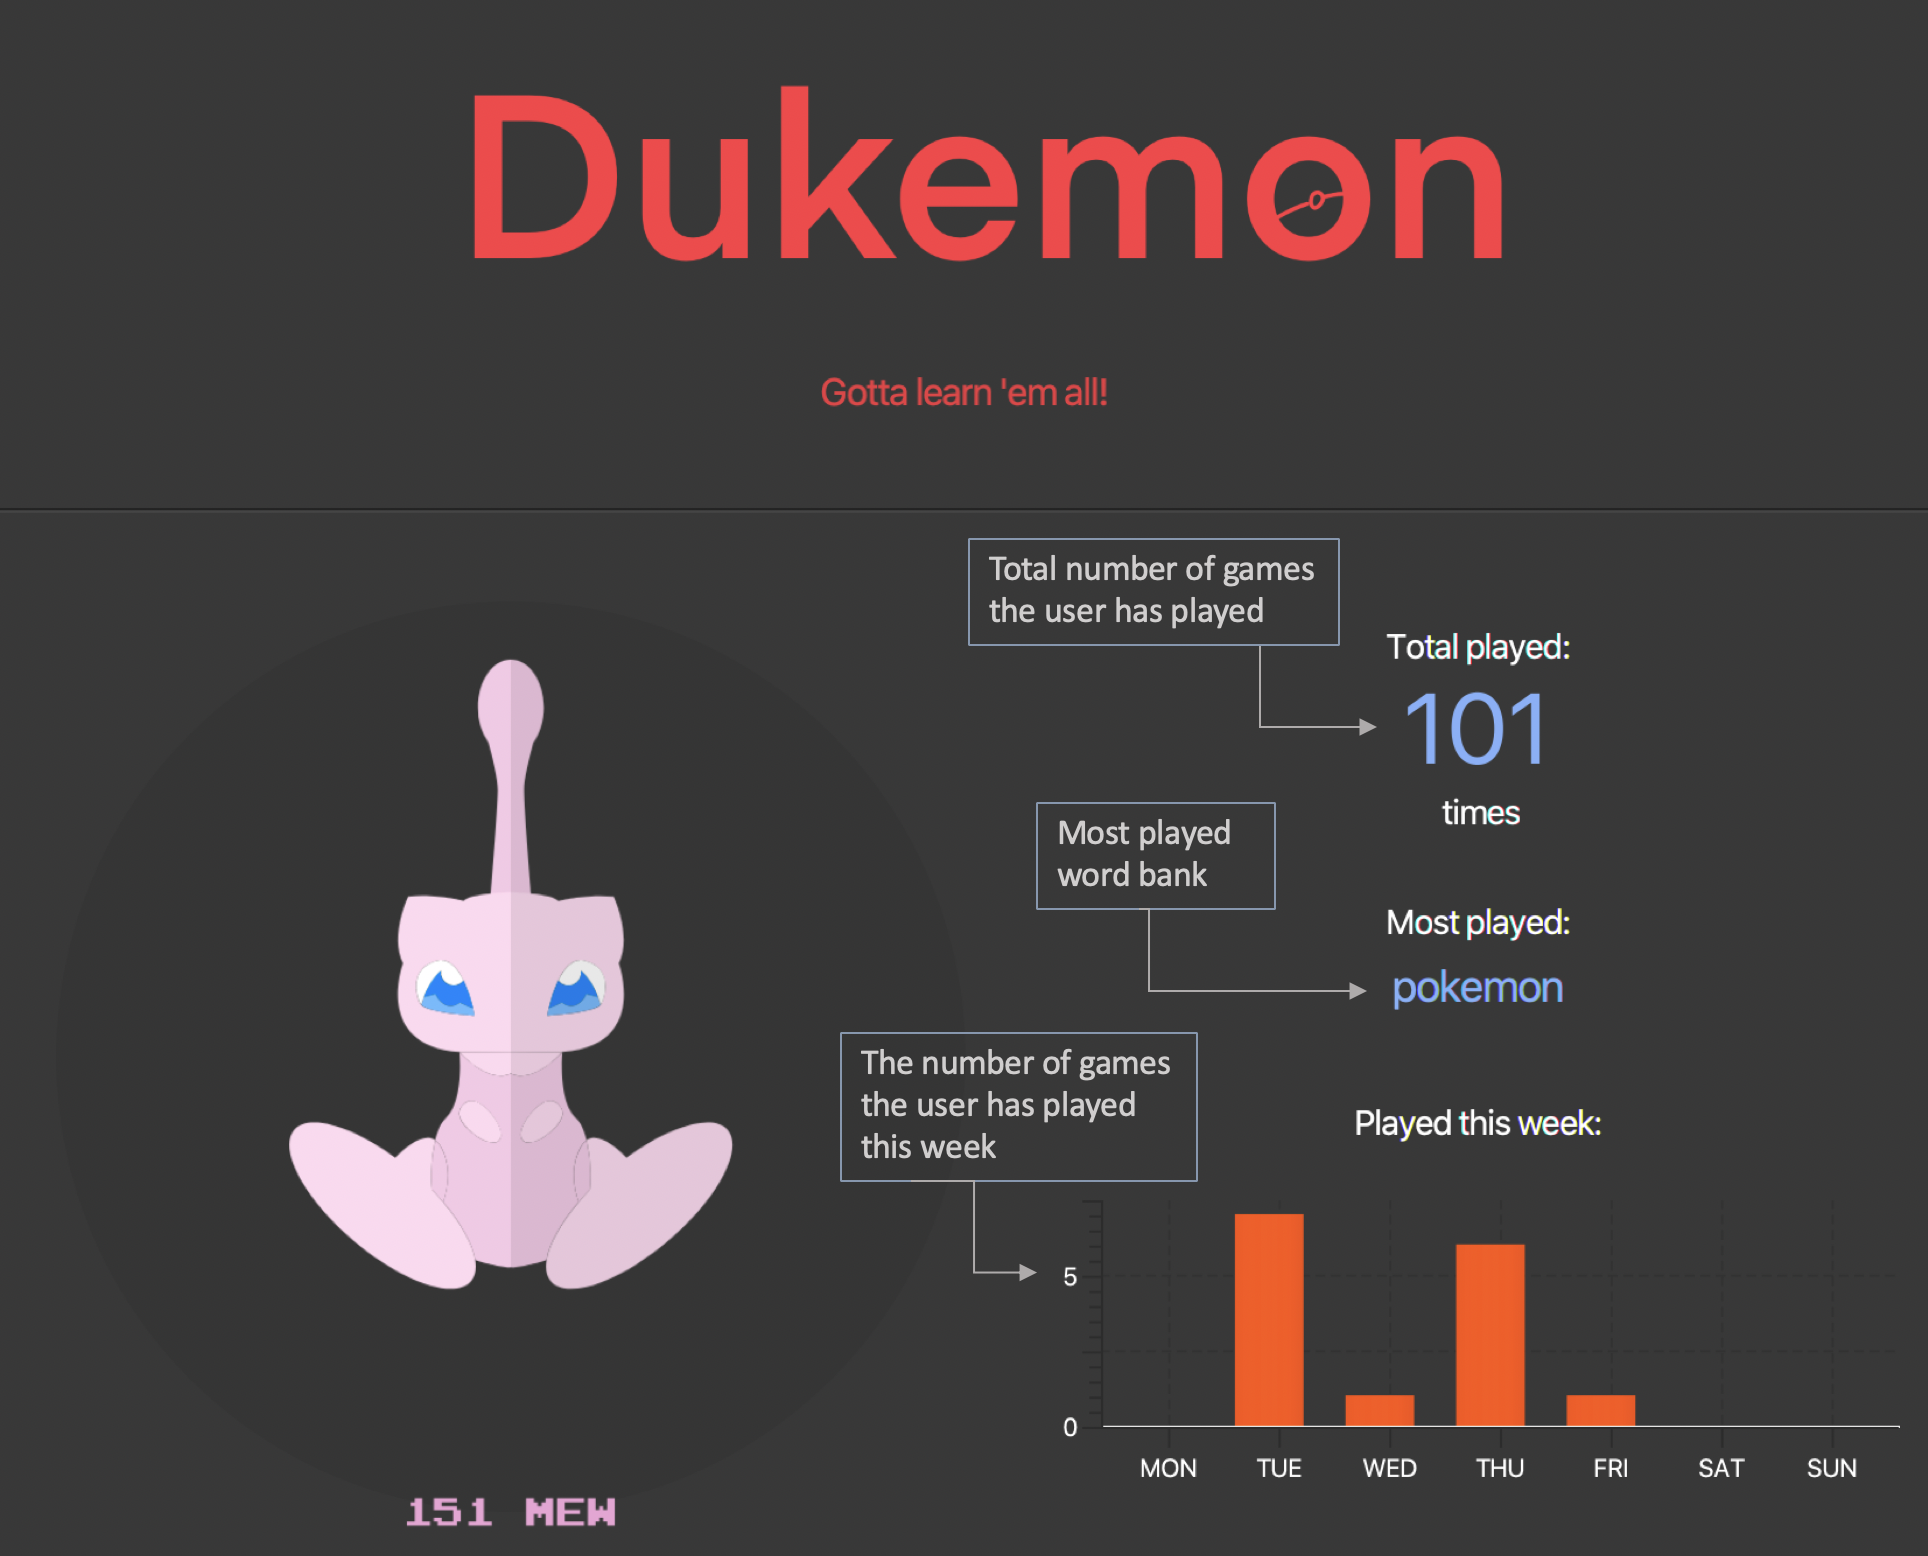 Dukemon
Gotta learn 'em all!
Total number of games
the user has played
Total played:
101
times
Most played
word bank
Most played:
pokemon
The number of games
the user has played
this week
Played this week:
5
0
MON TUE WED THU FRI SAT SUN
151 MEW